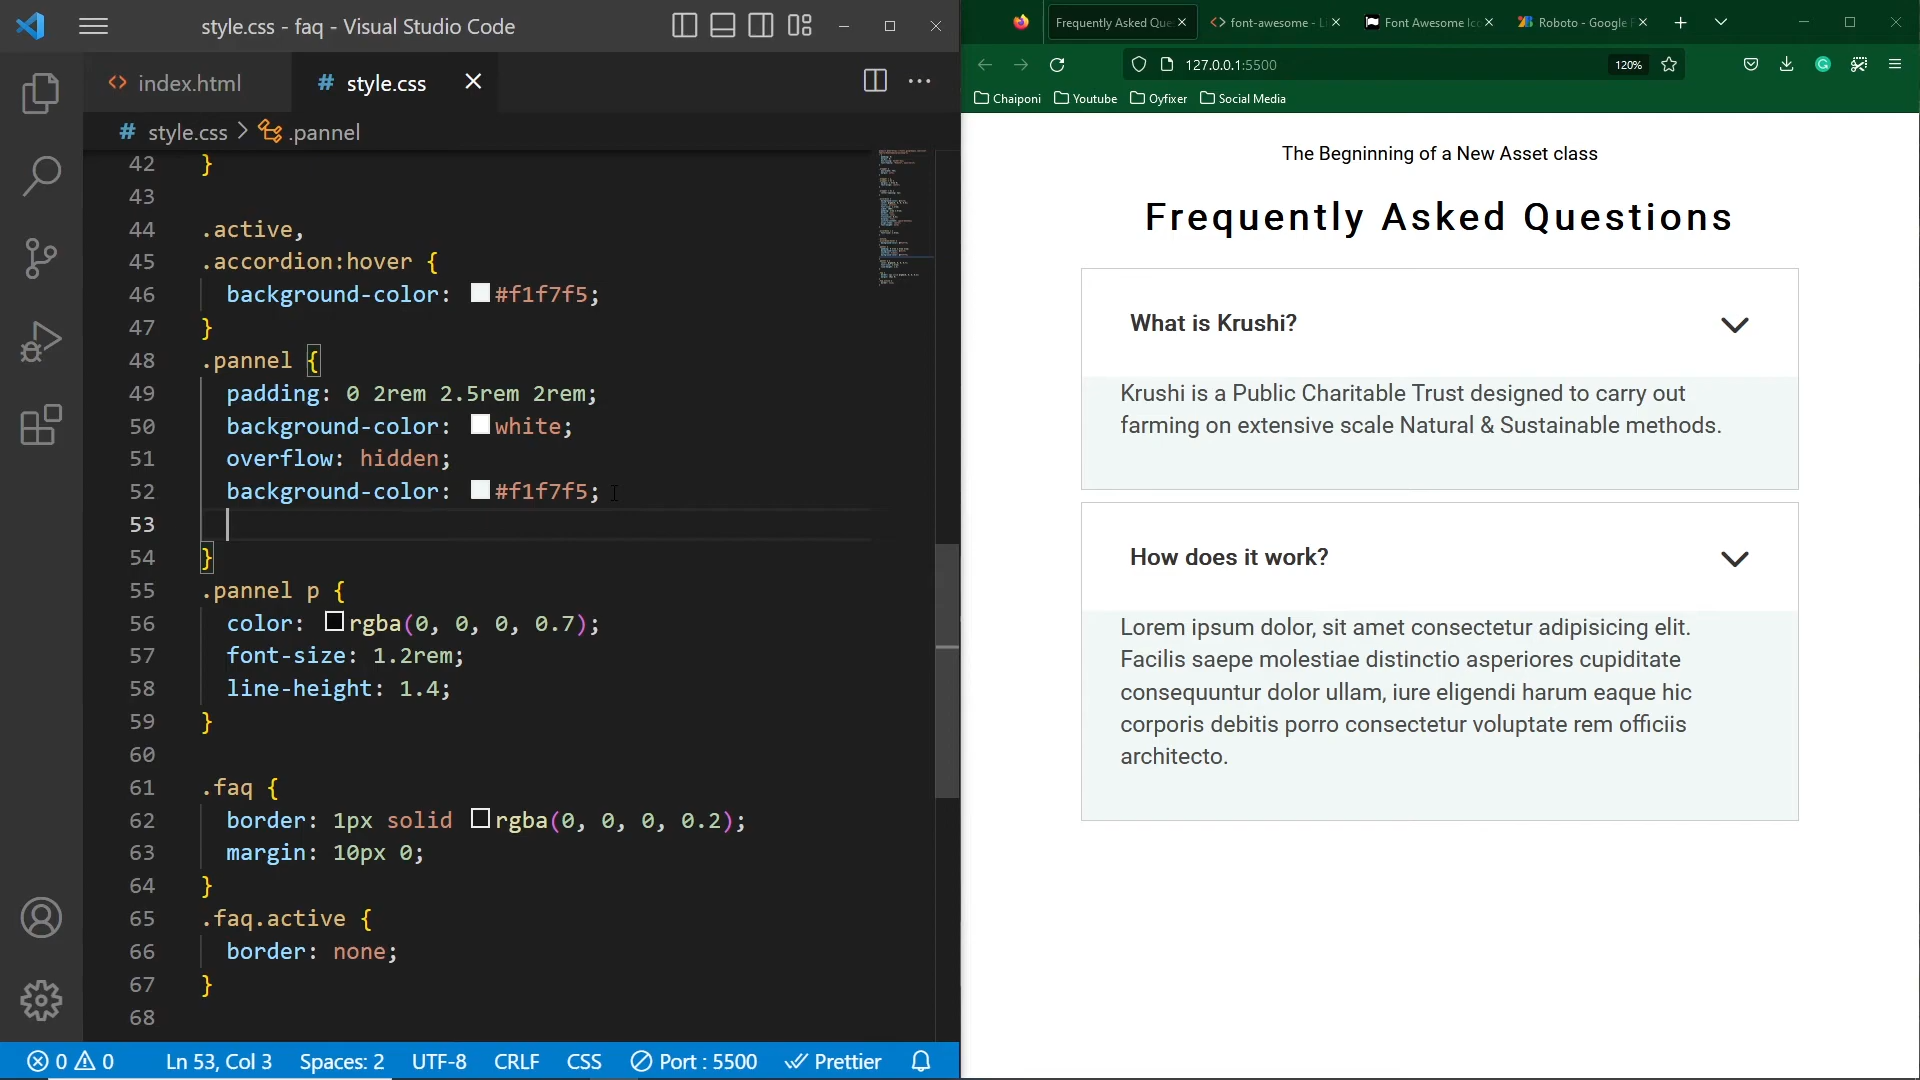 style.css - faq - Visual Studio Code
index.html
style.css
style.css > .pannel
42 }
43
44 .active,
45 .accordion:hover {
46 background-color: #f1f7f5;
47 }
48 .pannel {
49 padding: 0 2rem 2.5rem 2rem;
50 background-color: white;
51 overflow: hidden;
52 background-color: #f1f7f5;
53
54 }
55 .pannel p {
56 color: rgba(0, 0, 0, 0.7);
57 font-size: 1.2rem;
58 line-height: 1.4;
59 }
60
61 .faq {
62 border: 1px solid rgba(0, 0, 0, 0.2);
63 margin: 10px 0;
64 }
65 .faq.active {
66 border: none;
67 }
68
0 0 Ln 53, Col 3 Spaces: 2 UTF-8 CRLF CSS Port : 5500 Prettier
Frequently Asked Que
font-awesome - Li
Font Awesome Ico
Roboto - Google F
127.0.0.1:5500 120%
Chaiponi Youtube Oyfixer Social Media
The Begninning of a New Asset class
Frequently Asked Questions
What is Krushi?
Krushi is a Public Charitable Trust designed to carry out
farming on extensive scale Natural & Sustainable methods.
How does it work?
Lorem ipsum dolor, sit amet consectetur adipisicing elit.
Facilis saepe molestiae distinctio asperiores cupiditate
consequuntur dolor ullam, iure eligendi harum eaque hic
corporis debitis porro consectetur voluptate rem officiis
architecto.